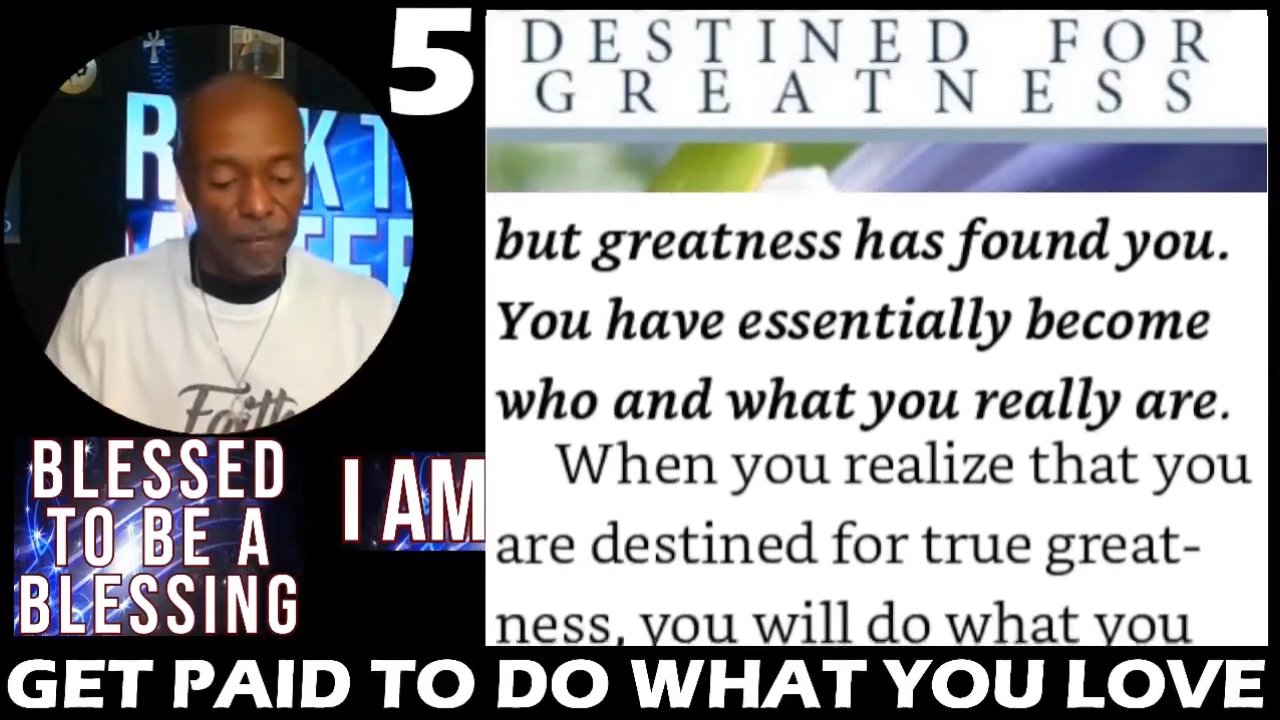 5
DESTINED FOR
GREATNESS
but greatness has found you.
You have essentially become
who and what you really are.
When you realize that you
are destined for true great-
ness, you will do what you
Faith
BLESSED
TO BE A
BLESSING
I AM
GET PAID TO DO WHAT YOU LOVE